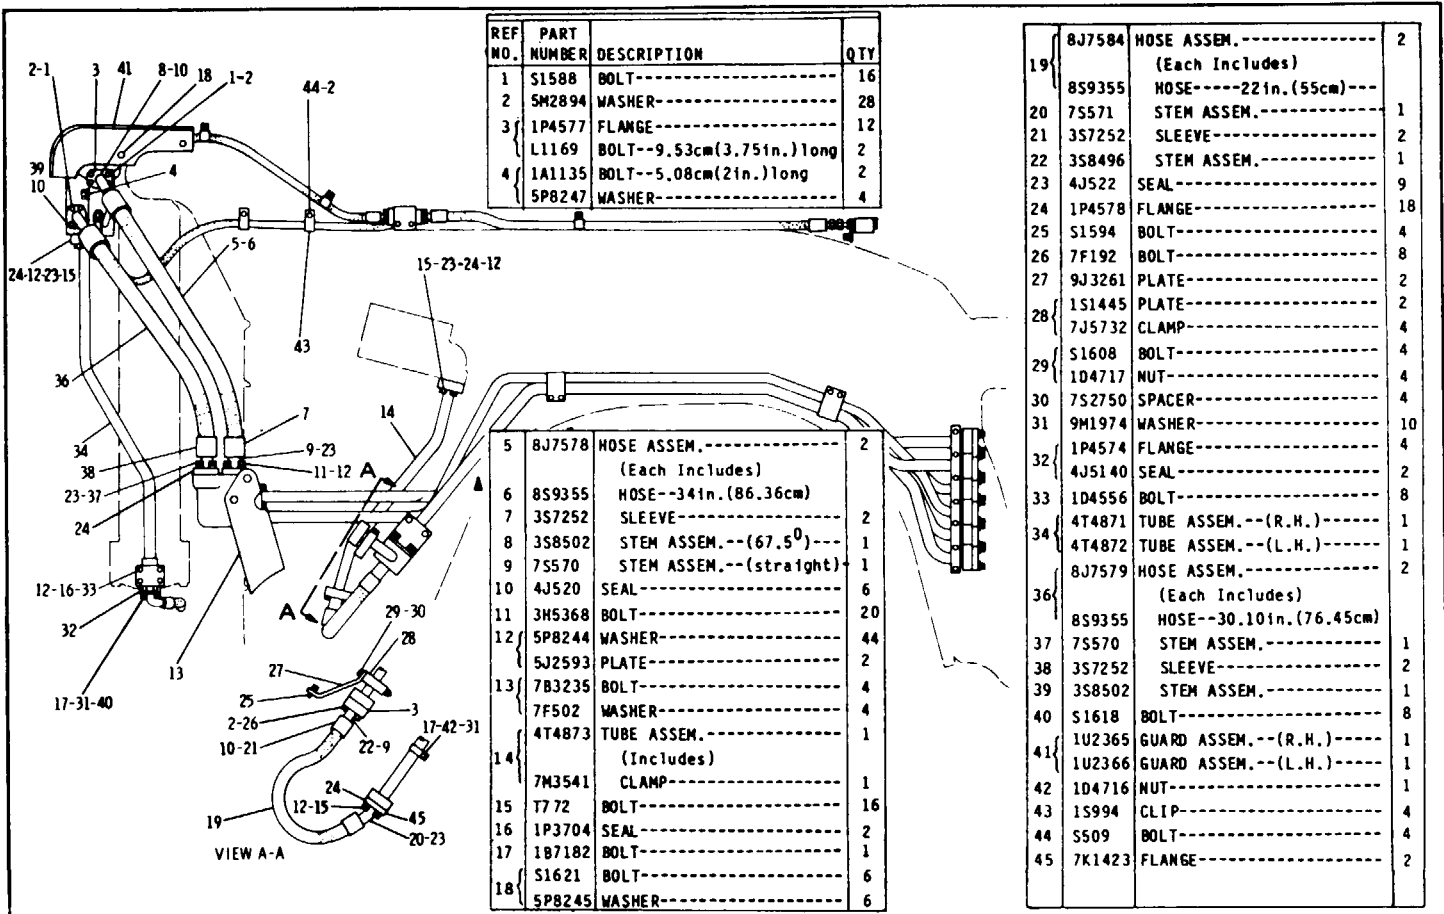 REF NO. PART NUMBER DESCRIPTION QTY
1 S1588 BOLT 16
2 5M2894 WASHER 28
3{ 1P4577 FLANGE 12
L1169 BOLT--9.53cm(3.75in.)long 2
4{ 1A1135 BOLT--5.08cm(2in.)long 2
5P8247 WASHER 4
5 8J7578 HOSE ASSEM. 2
(Each Includes)
6 8S9355 HOSE--34in.(86.36cm)
7 3S7252 SLEEVE 2
8 3S8502 STEM ASSEM.--(67.5⁰)--- 1
9 7S570 STEM ASSEM.--(straight)- 1
10 4J520 SEAL 6
11 3H5368 BOLT 20
12{ 5P8244 WASHER 44
5J2593 PLATE 2
13{ 7B3235 BOLT 4
7F502 WASHER 4
14{ 4T4873 TUBE ASSEM. 1
(Includes)
7M3541 CLAMP 1
15 T772 BOLT 16
16 1P3704 SEAL 2
17 1B7182 BOLT 1
18{ S1621 BOLT 6
5P8245 WASHER 6
19{ 8J7584 HOSE ASSEM. 2
(Each Includes)
8S9355 HOSE-----22in.(55cm)---
20 7S571 STEM ASSEM. 1
21 3S7252 SLEEVE 2
22 3S8496 STEM ASSEM. 1
23 4J522 SEAL 9
24 1P4578 FLANGE 18
25 S1594 BOLT 4
26 7F192 BOLT 8
27 9J3261 PLATE 2
28{ 1S1445 PLATE 2
7J5732 CLAMP 4
29{ S1608 BOLT 4
1D4717 NUT 4
30 7S2750 SPACER 4
31 9M1974 WASHER 10
32{ 1P4574 FLANGE 4
4J5140 SEAL 2
33 1D4556 BOLT 8
34{ 4T4871 TUBE ASSEM.--(R.H.)----- 1
4T4872 TUBE ASSEM.--(L.H.)----- 1
36{ 8J7579 HOSE ASSEM. 2
(Each Includes)
8S9355 HOSE--30.10in.(76.45cm)
37 7S570 STEM ASSEM. 1
38 3S7252 SLEEVE 2
39 3S8502 STEM ASSEM. 1
40 S1618 BOLT 8
41{ 1U2365 GUARD ASSEM.--(R.H.)----- 1
1U2366 GUARD ASSEM.--(L.H.)----- 1
42 1D4716 NUT 1
43 1S994 CLIP 4
44 S509 BOLT 4
45 7K1423 FLANGE 2
2-1
3
41
8-10
18
1-2
44-2
39
10
4
5-6
24-12-23-15
15-23-24-12
43
36
14
7
34
38
9-23
11-12
23-37
24
A
A
12-16-33
32
13
17-31-40
29-30
28
27
25
2-26
3
10-21
22-9
17-42-31
24
12-15
19
45
20-23
VIEW A-A